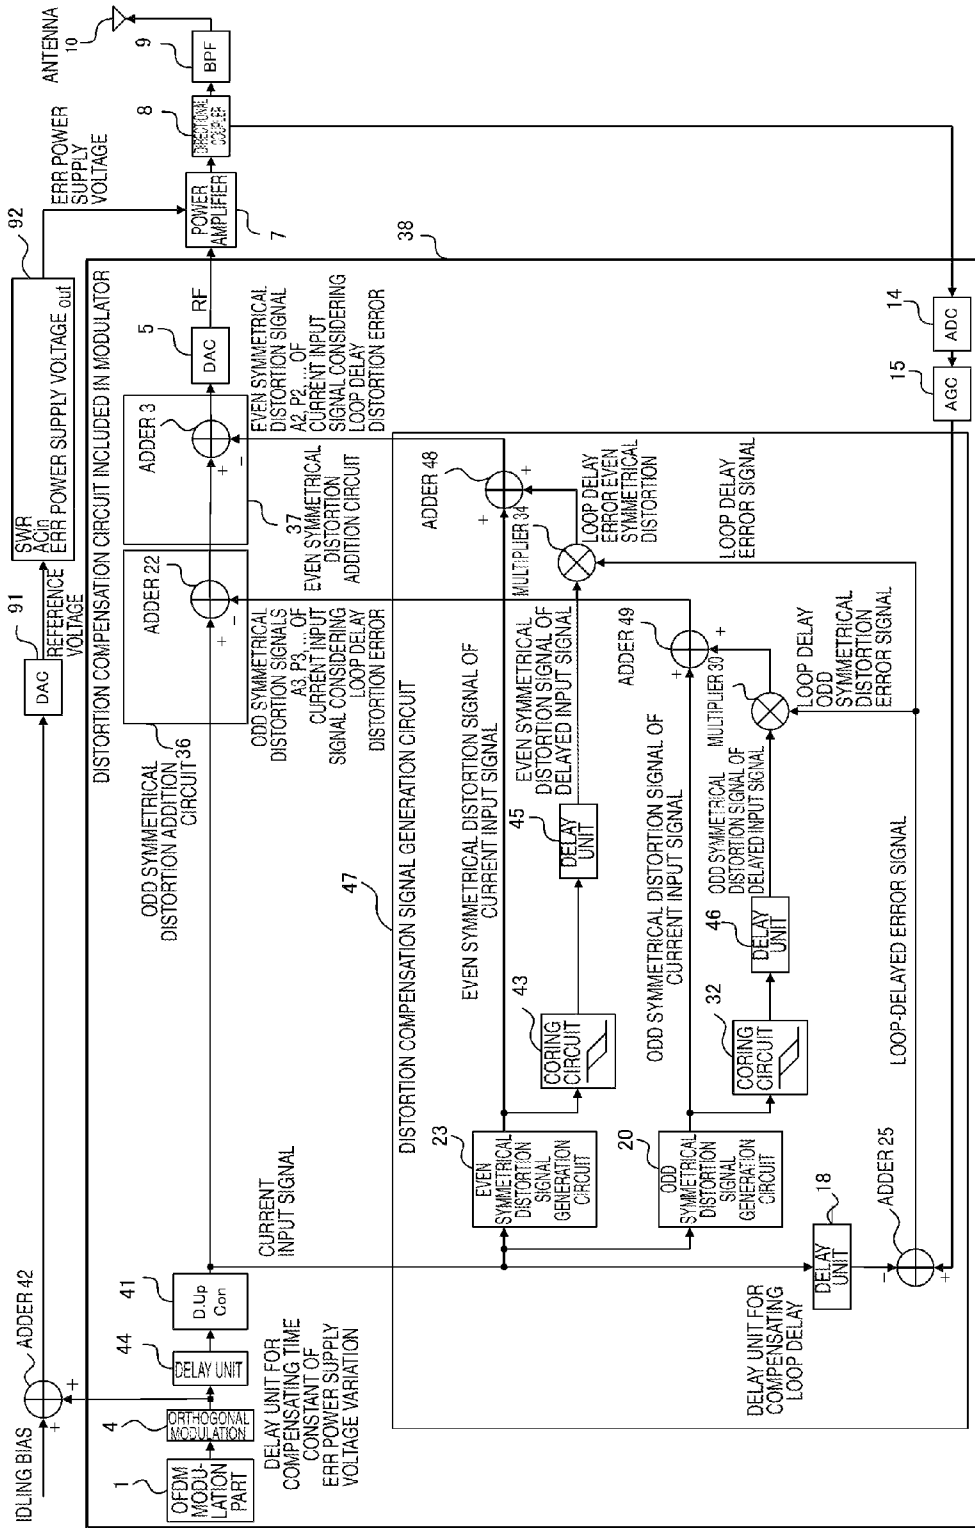 IDLING BIAS
ADDER 42
+
+
91
DAC
REFERENCE
VOLTAGE
92
SWR
ACin
ERR POWER SUPPLY VOLTAGE out
ERR POWER
SUPPLY
VOLTAGE
ANTENNA
10
DISTORTION COMPENSATION CIRCUIT INCLUDED IN MODULATOR
38
1
OFDM
MODU-
LATION
PART
4
ORTHOGONAL
MODULATION
44
DELAY UNIT
41
D.Up
Con
DELAY UNIT FOR
COMPENSATING TIME
CONSTANT OF
ERR POWER SUPPLY
VOLTAGE VARIATION
CURRENT
INPUT SIGNAL
ODD SYMMETRICAL
DISTORTION ADDITION
CIRCUIT
36
ADDER 22
+
-
ADDER 3
+
-
37
EVEN SYMMETRICAL
DISTORTION
ADDITION CIRCUIT
5
DAC
RF
POWER
AMPLIFIER
7
8
DIRECTIONAL
COUPLER
9
BPF
ODD SYMMETRICAL
DISTORTION SIGNALS
A3, P3, ... OF
CURRENT INPUT
SIGNAL CONSIDERING
LOOP DELAY
DISTORTION ERROR
EVEN SYMMETRICAL
DISTORTION SIGNAL
A2, P2, ... OF
CURRENT INPUT
SIGNAL CONSIDERING
LOOP DELAY
DISTORTION ERROR
47
DISTORTION COMPENSATION SIGNAL GENERATION CIRCUIT
23
EVEN
SYMMETRICAL
DISTORTION
SIGNAL
GENERATION
CIRCUIT
EVEN SYMMETRICAL DISTORTION SIGNAL OF
CURRENT INPUT SIGNAL
43
CORING
CIRCUIT
45
DELAY
UNIT
EVEN SYMMETRICAL
DISTORTION SIGNAL OF
DELAYED INPUT SIGNAL
MULTIPLIER 34
ADDER 48
+
+
LOOP DELAY
ERROR EVEN
SYMMETRICAL
DISTORTION
20
ODD
SYMMETRICAL
DISTORTION
SIGNAL
GENERATION
CIRCUIT
ODD SYMMETRICAL DISTORTION SIGNAL OF
CURRENT INPUT SIGNAL
32
CORING
CIRCUIT
46
DELAY
UNIT
ODD SYMMETRICAL
DISTORTION SIGNAL OF
DELAYED INPUT SIGNAL
MULTIPLIER 30
ADDER 49
+
+
LOOP DELAY
ODD
SYMMETRICAL
DISTORTION
ERROR SIGNAL
LOOP DELAY
ERROR SIGNAL
DELAY UNIT FOR
COMPENSATING
LOOP DELAY
18
DELAY
UNIT
ADDER 25
-
+
LOOP-DELAYED ERROR SIGNAL
15
AGC
14
ADC